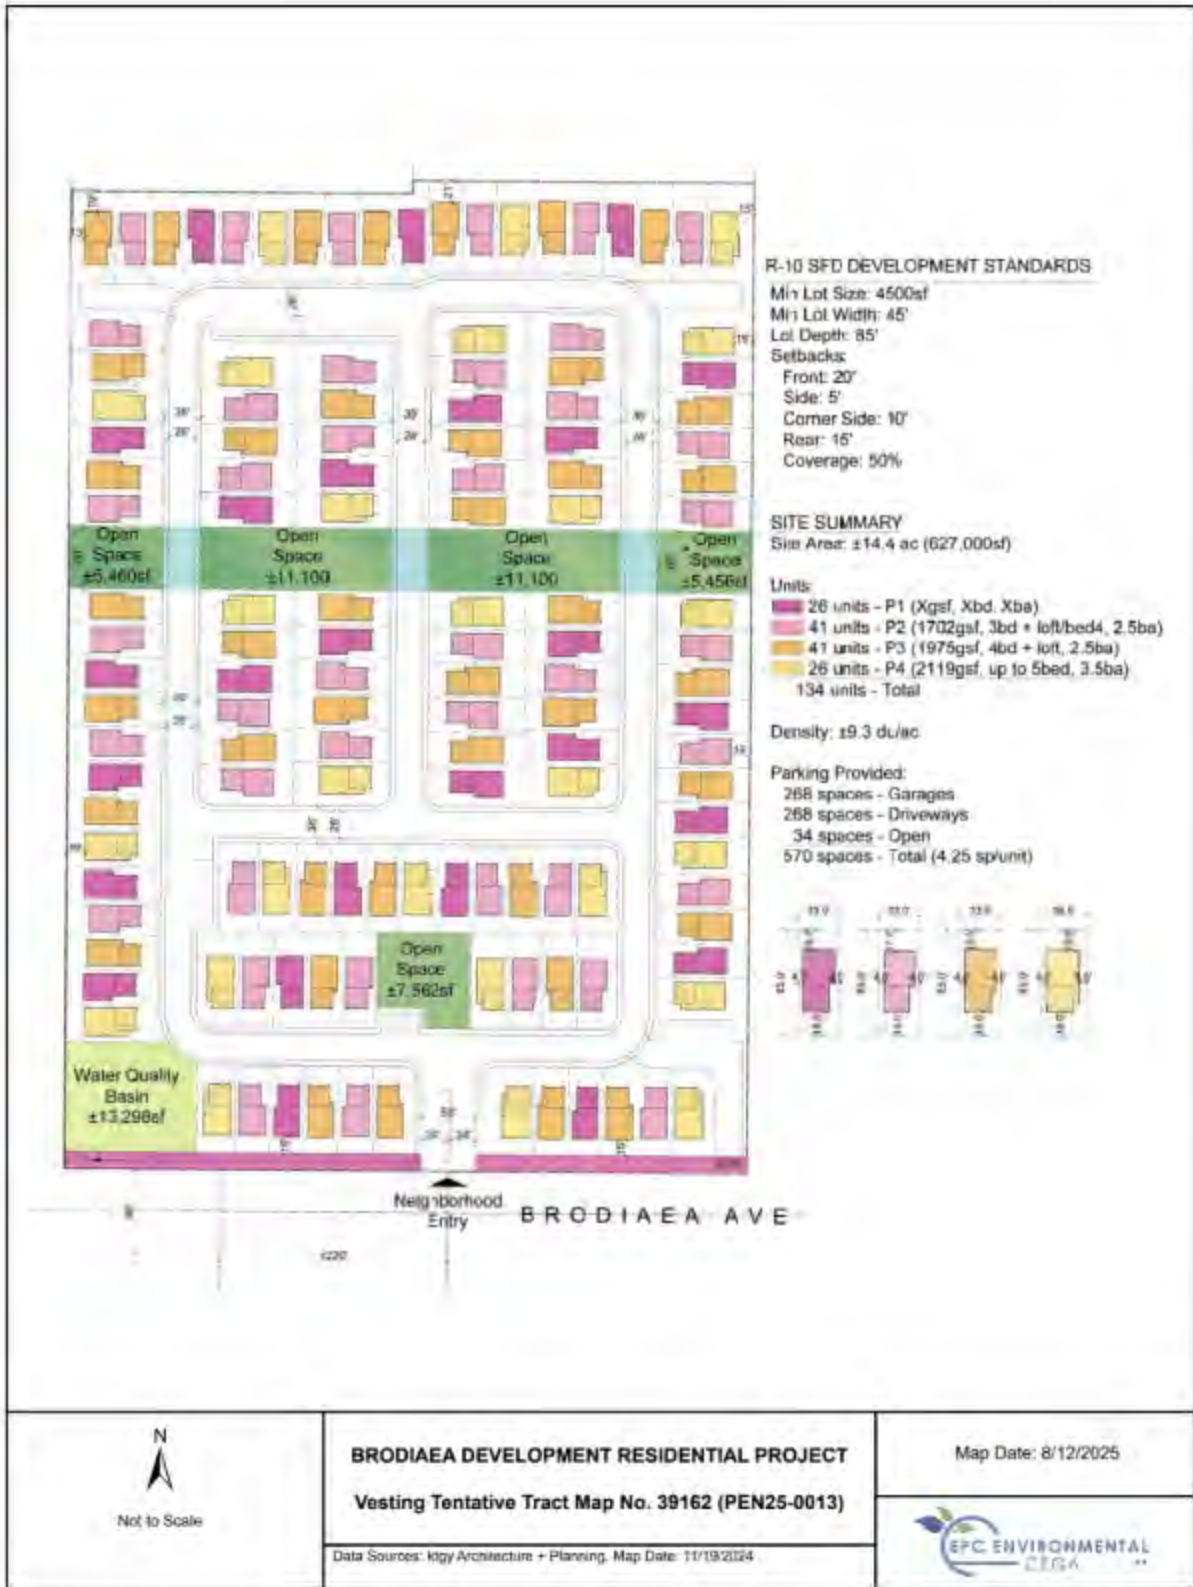 R-10 SFD DEVELOPMENT STANDARDS
Min Lot Size: 4500sf
Min Lot Width: 45'
Lot Depth: 85'
Setbacks:
Front: 20'
Side: 5'
Corner Side: 10'
Rear: 15'
Coverage: 50%
SITE SUMMARY
Site Area: ±14.4 ac (627,000sf)
Units
26 units - P1 (Xgsf, Xbd, Xba)
41 units - P2 (1702gsf, 3bd + loft/bed4, 2.5ba)
41 units - P3 (1975gsf, 4bd + loft, 2.5ba)
26 units - P4 (2119gsf, up to 5bed, 3.5ba)
134 units - Total
Density: ±9.3 du/ac
Parking Provided:
268 spaces - Garages
268 spaces - Driveways
34 spaces - Open
570 spaces - Total (4.25 sp/unit)
Open
Space
±5,460sf
Open
Space
±11,100
Open
Space
±11,100
Open
Space
±5,456sf
Open
Space
±7,562sf
Water Quality
Basin
±13,298sf
Neighborhood
Entry
BRODIAEA AVE
N
Not to Scale
BRODIAEA DEVELOPMENT RESIDENTIAL PROJECT
Vesting Tentative Tract Map No. 39162 (PEN25-0013)
Data Sources: ktgy Architecture + Planning. Map Date: 11/19/2024
Map Date: 8/12/2025
EPC ENVIRONMENTAL
CEQA